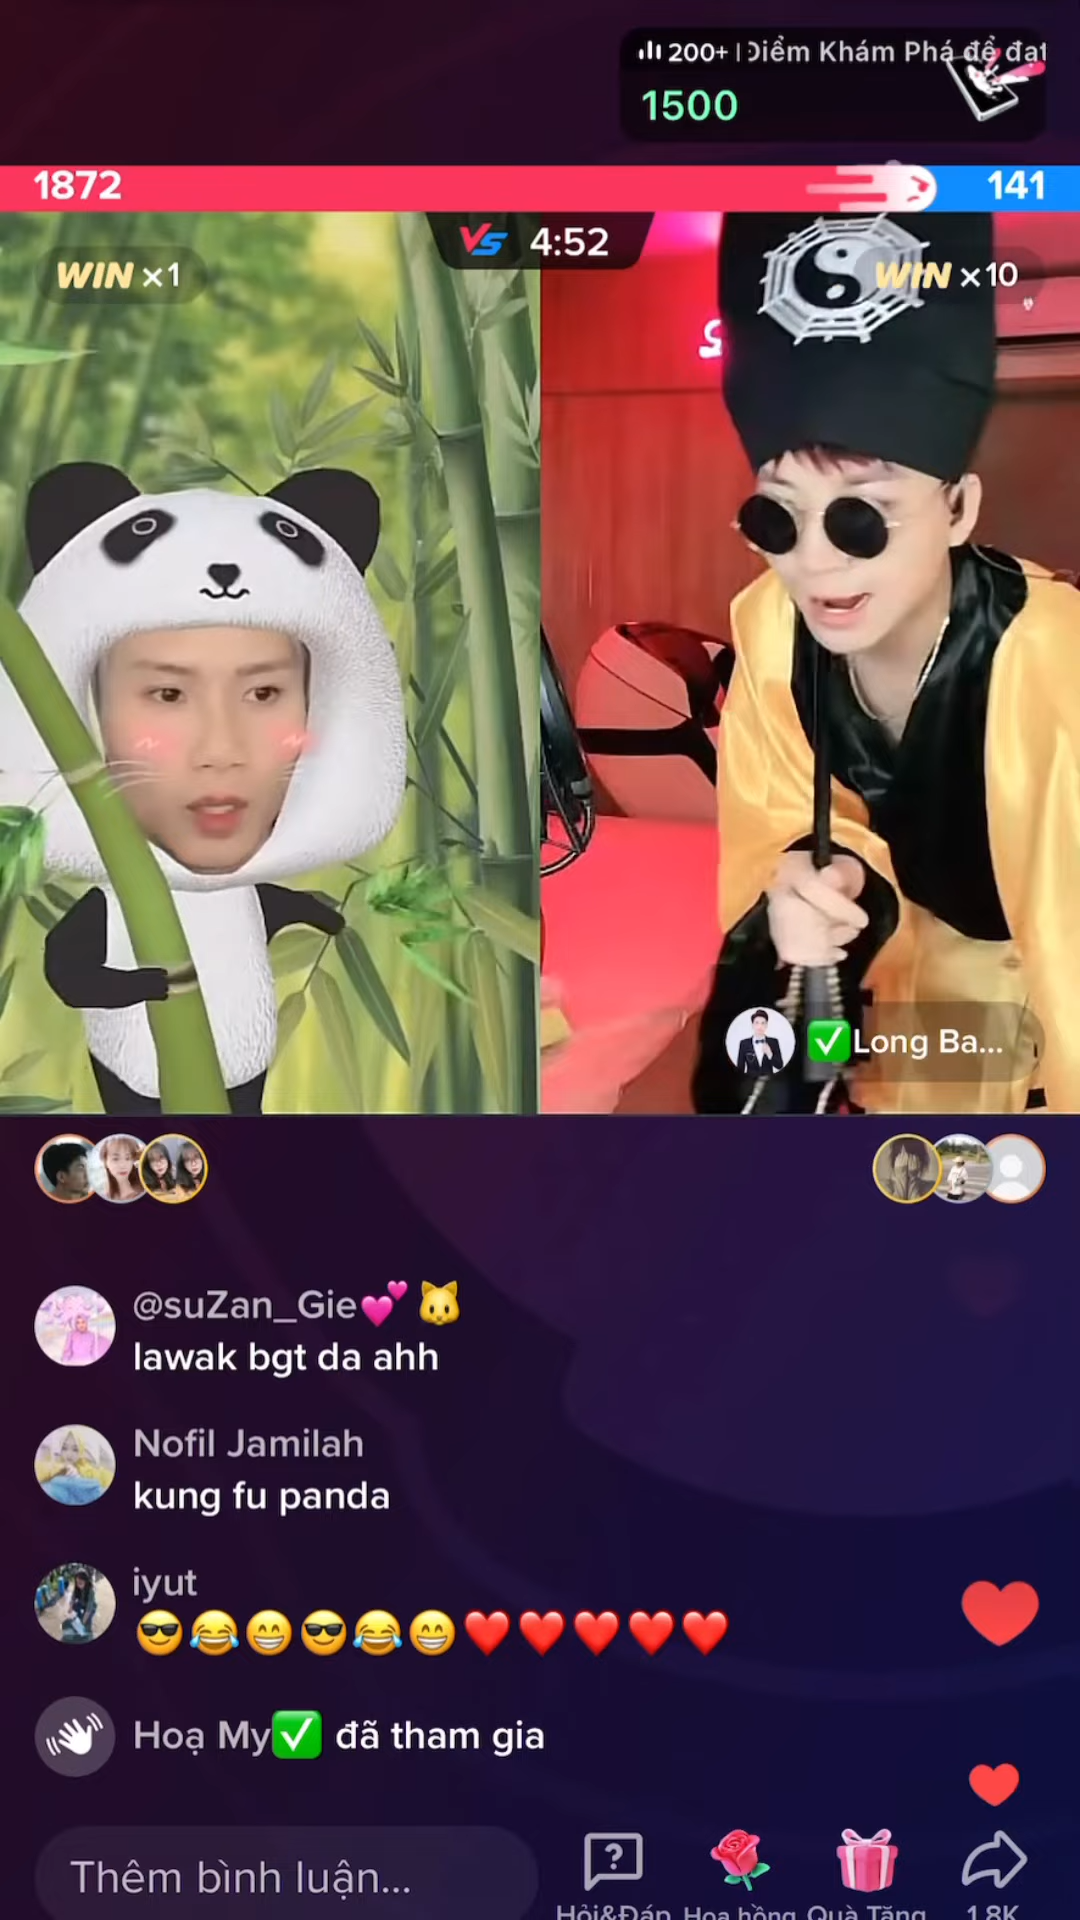 200+ | Điểm Khám Phá để đạt
1500
1872
141
VS 4:52
WIN x1
WIN x10
✅Long Ba...
@suZan_Gie💕🐱
lawak bgt da ahh
Nofil Jamilah
kung fu panda
iyut
😎😂😁😎😂😁❤️❤️❤️❤️❤️
Hoạ My✅ đã tham gia
Thêm bình luận...
Hỏi&Đáp Hoa hồng Quà Tặng 1.8K